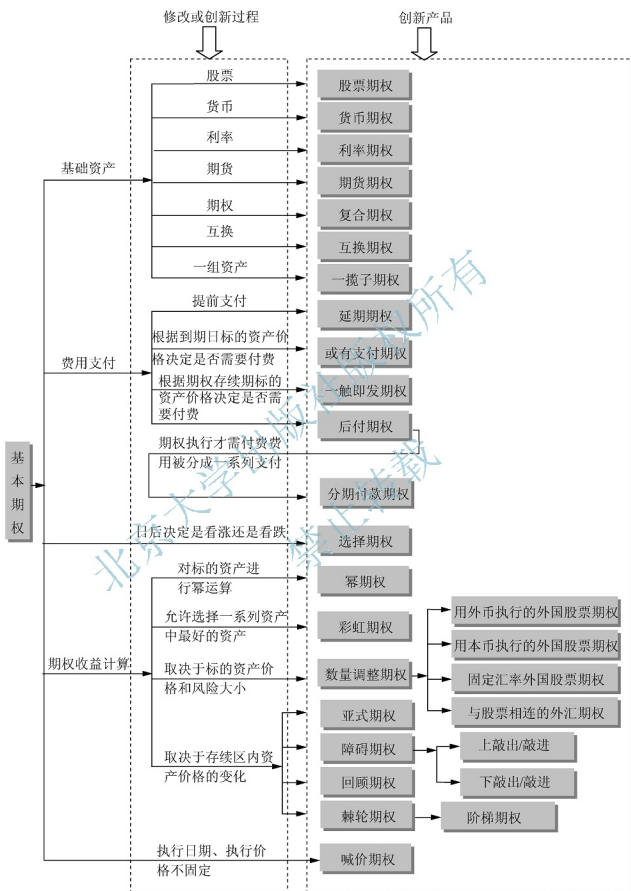 修改或创新过程
创新产品
股票
股票期权
货币
货币期权
利率
利率期权
基础资产
期货
期货期权
期权
复合期权
互换
互换期权
一组资产
一揽子期权
提前支付
延期期权
根据到期日标的资产价
格决定是否需要付费
或有支付期权
费用支付
根据期权存续期标的
资产价格决定是否需
要付费
一触即发期权
后付期权
期权执行才需付费费
用被分成一系列支付
分期付款期权
基
本
期
权
日后决定是看涨还是看跌
选择期权
对标的资产进
行幂运算
幂期权
允许选择一系列资产
中最好的资产
彩虹期权
期权收益计算
取决于标的资产价
格和风险大小
数量调整期权
用外币执行的外国股票期权
用本币执行的外国股票期权
固定汇率外国股票期权
与股票相连的外汇期权
取决于存续区内资
产价格的变化
亚式期权
障碍期权
上敲出/敲进
下敲出/敲进
回顾期权
棘轮期权
阶梯期权
执行日期、执行价
格不固定
喊价期权
北京大学出版社版权所有
禁止转载